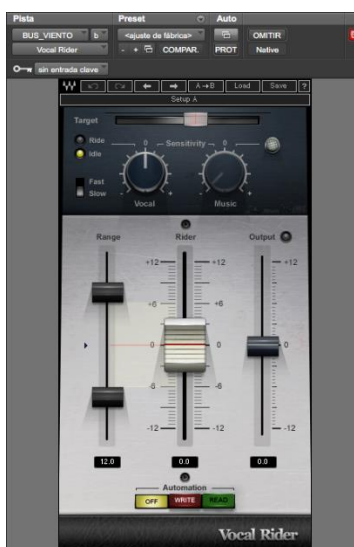 Pista Preset Auto
BUS_VIENTO b <ajuste de fábrica> OMITIR
Vocal Rider - + COMPAR. PROT Native
sin entrada clave
A→B Load Save ?
Setup A
Target
Ride
Idle
0 Sensitivity 0
- + - +
Fast
Slow
Vocal Music
Range Rider Output
+12 +12 +12
+6 +6
0 0 0
-6 -6
-12 -12 -12
12.0 0.0 0.0
Automation
OFF WRITE READ
Vocal Rider